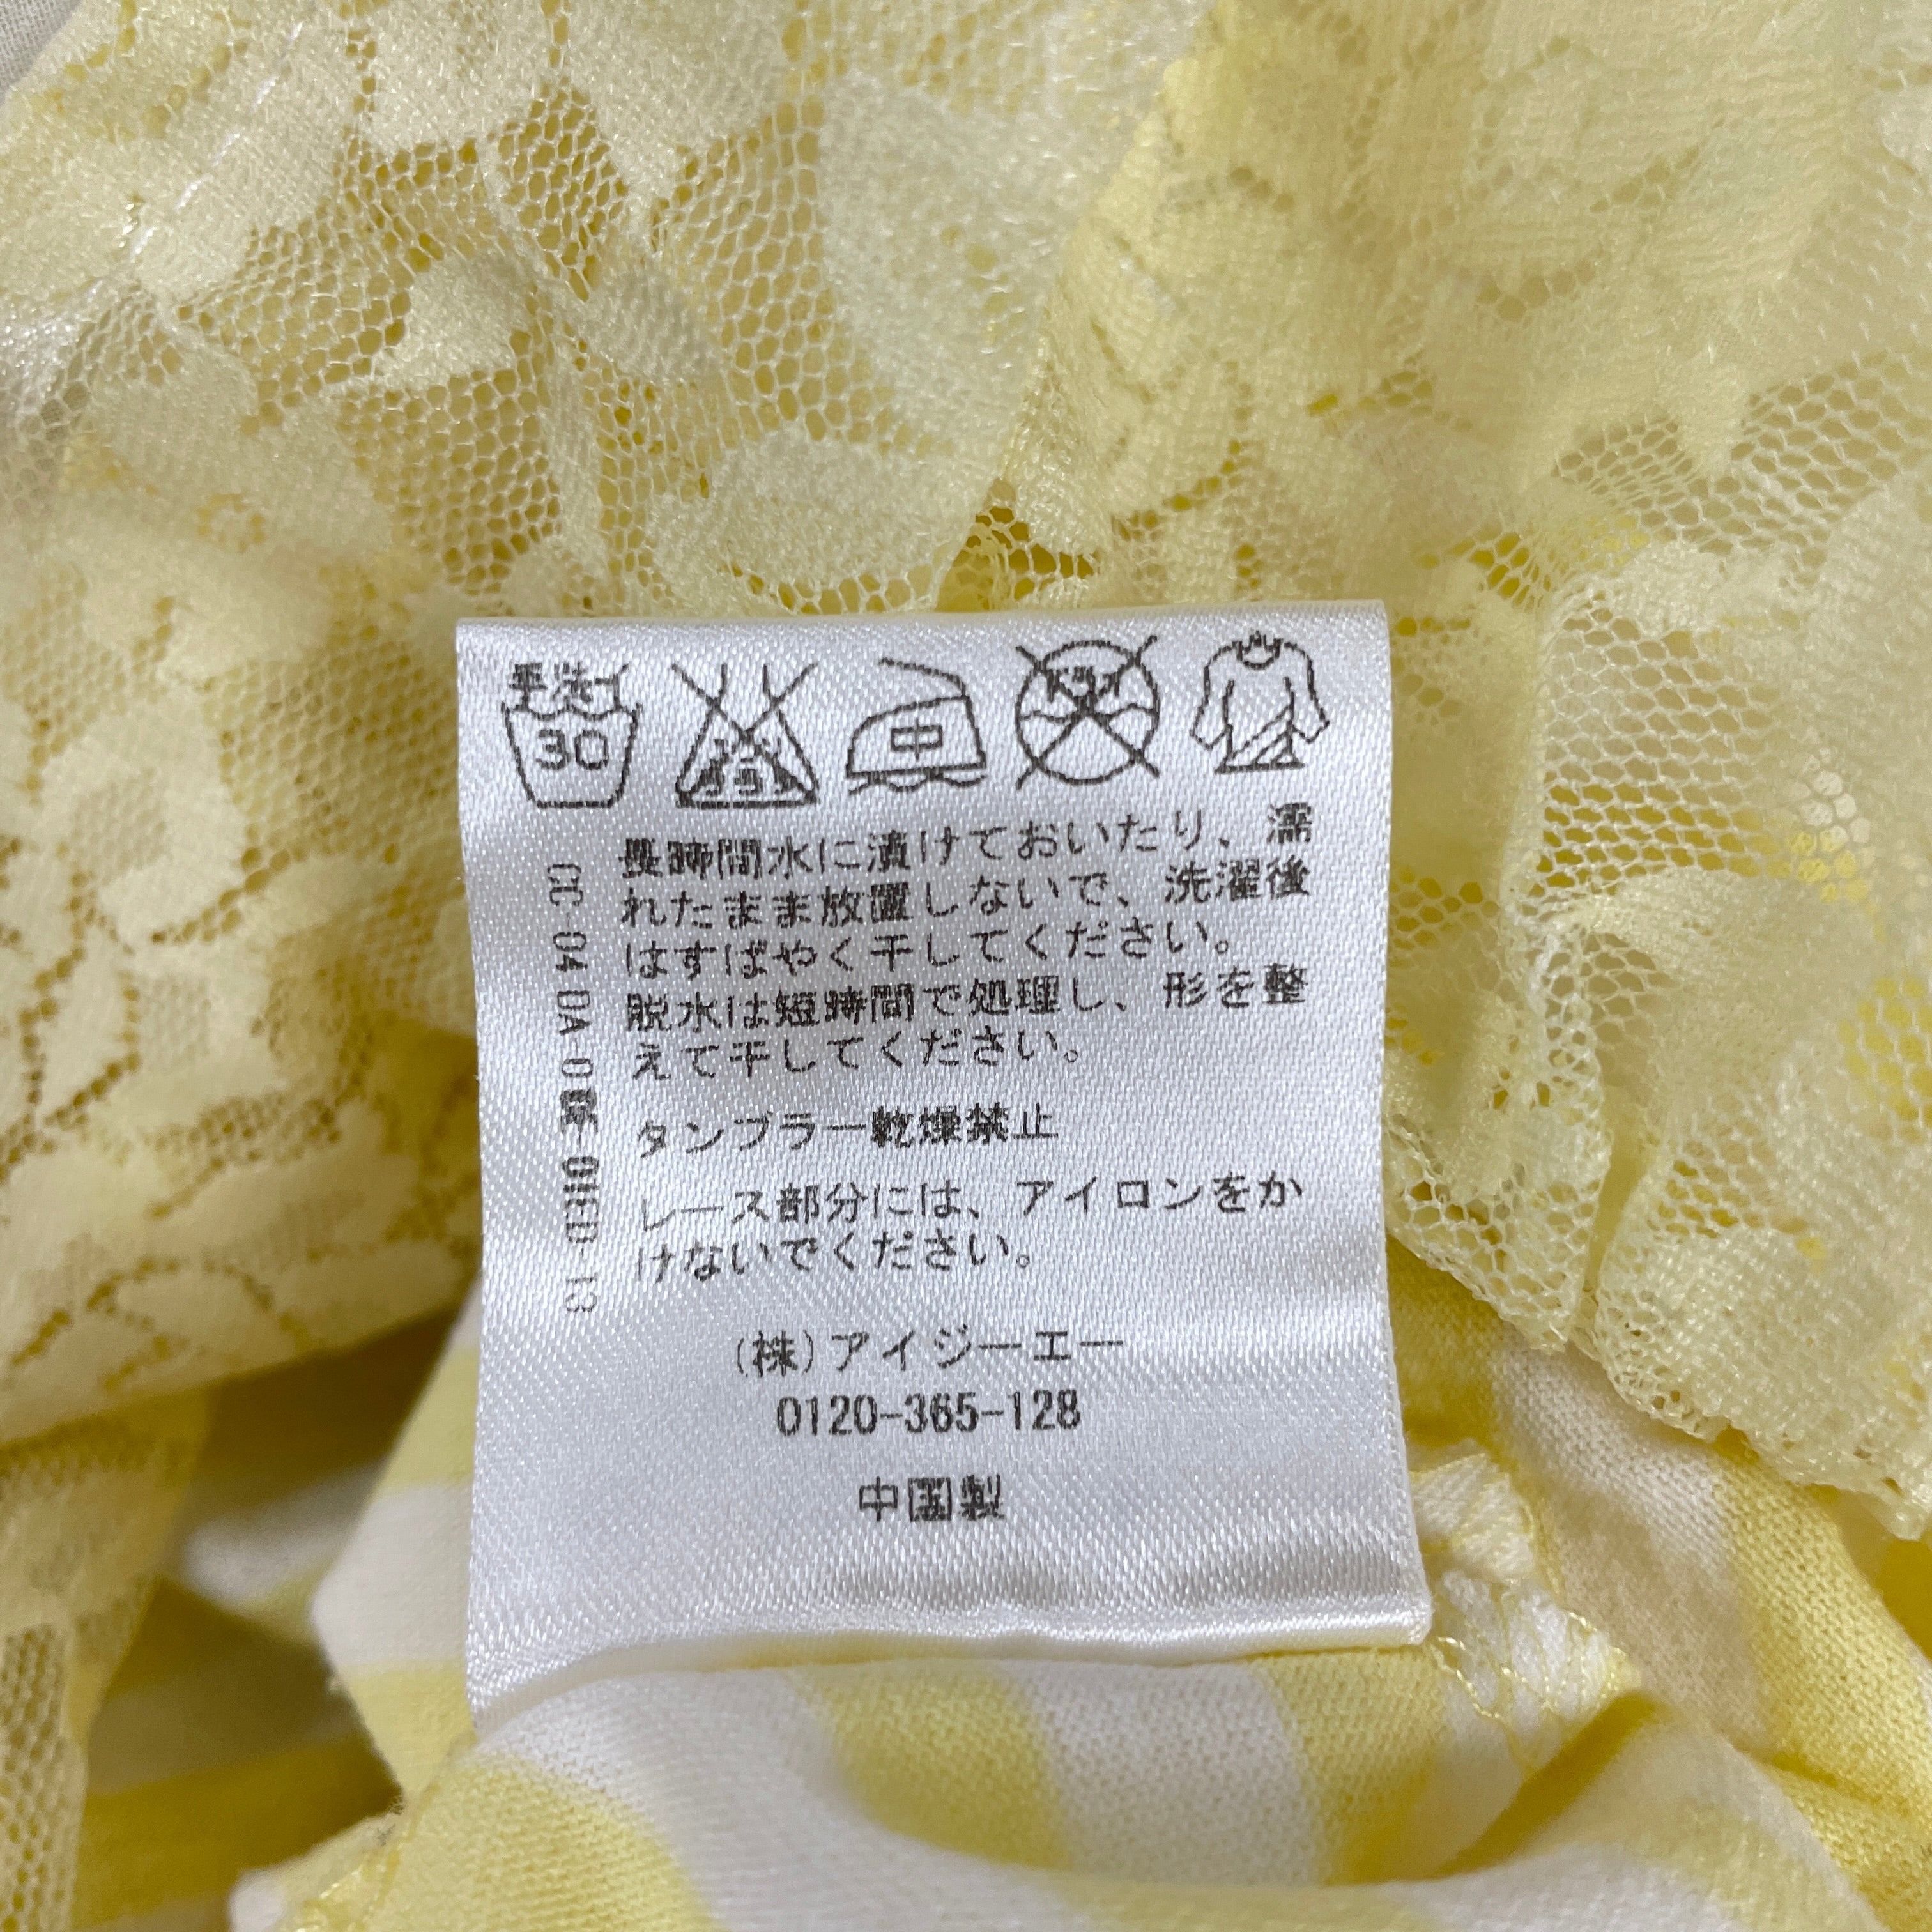 手洗イ
30
中
長時間水に漬けておいたり、濡
れたまま放置しないで、洗濯後
はすばやく干してください。
脱水は短時間で処理し、形を整
えて干してください。
タンブラー乾燥禁止
レース部分には、アイロンをか
けないでください。
(株)アイジーエー
0120-365-128
中国製